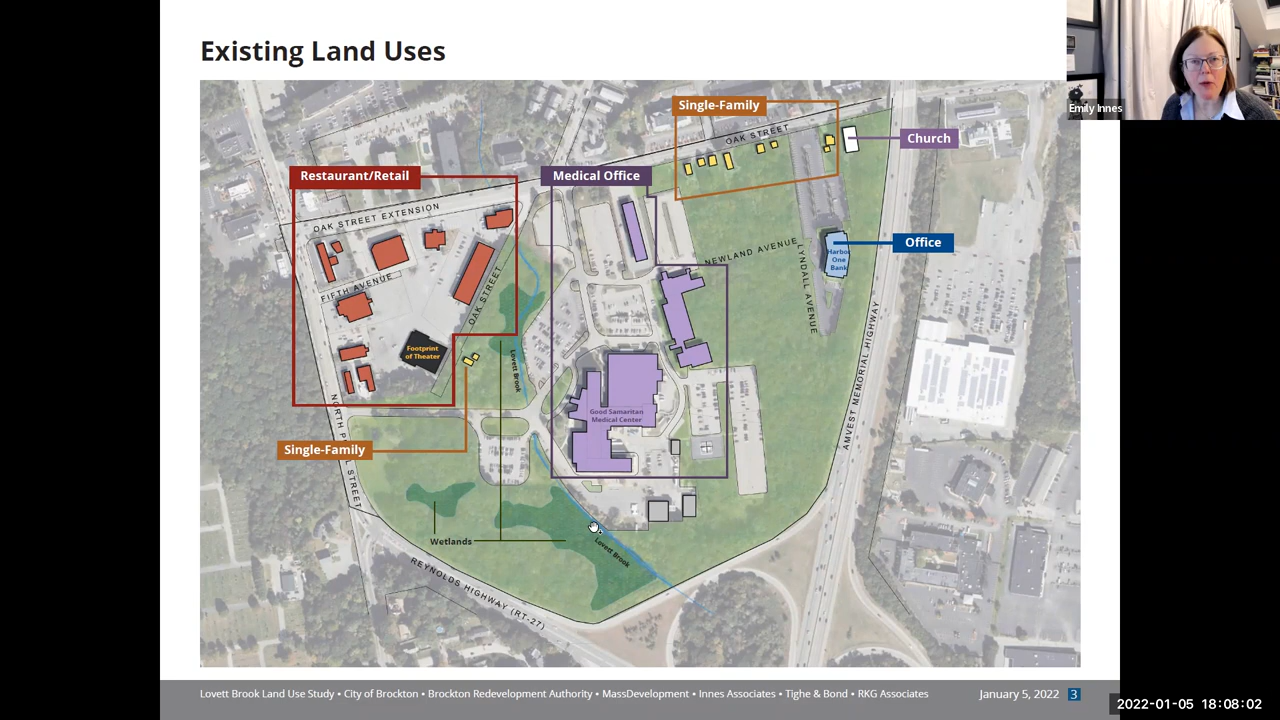 Existing Land Uses
Emily Innes
Single-Family
OAK STREET
Church
Restaurant/Retail
Medical Office
OAK STREET EXTENSION
Office
NEWLAND AVENUE
LYNDALL AVENUE
Harbor
One
Bank
FIFTH AVENUE
OAK STREET
Footprint
of Theater
Lovett Brook
AMVEST MEMORIAL HIGHWAY
Good Samaritan
Medical Center
Single-Family
STREET
Wetlands
Lovett Brook
REYNOLDS HIGHWAY (RT-27)
Lovett Brook Land Use Study • City of Brockton • Brockton Redevelopment Authority • MassDevelopment • Innes Associates • Tighe & Bond • RKG Associates
January 5, 2022 3
2022-01-05 18:08:02